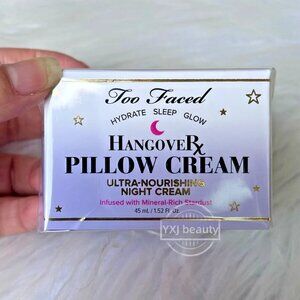 Too Faced
HYDRATE SLEEP GLOW
HANGOVERX
PILLOW CREAM
ULTRA-NOURISHING
NIGHT CREAM
Infused with Mineral-Rich Stardust
45 ml / 1.52 Fl. Oz.
YXJ beauty